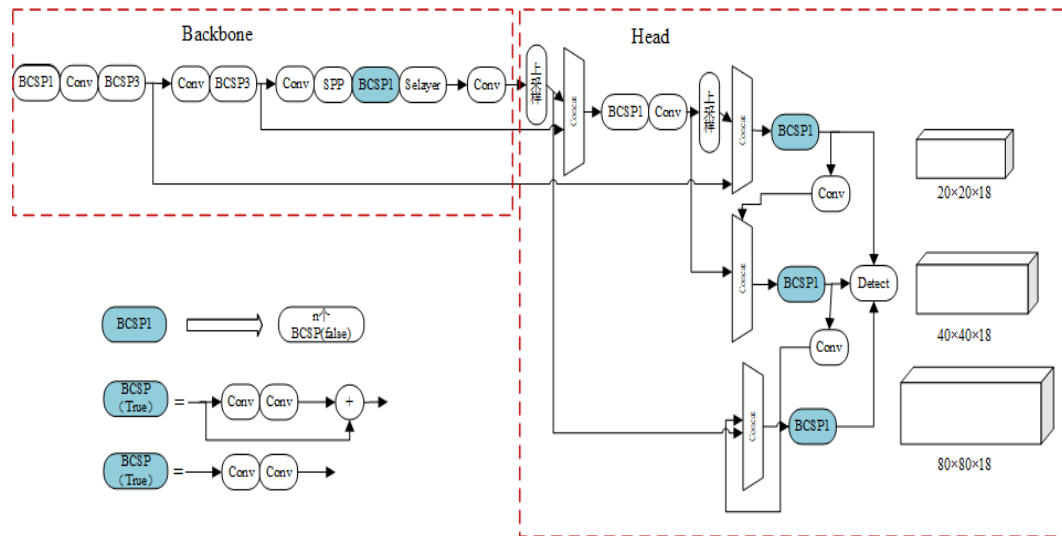 Backbone
Head
BCSP1
Conv
BCSP3
Conv
BCSP3
Conv
SPP
BCSP1
Selayer
Conv
上采样
Concat
BCSP1
Conv
上采样
Concat
BCSP1
Conv
20×20×18
Concat
BCSP1
Detect
Conv
40×40×18
Concat
BCSP1
80×80×18
BCSP1
n个
BCSP(false)
BCSP
(True)
=
Conv
Conv
+
BCSP
(True)
=
Conv
Conv